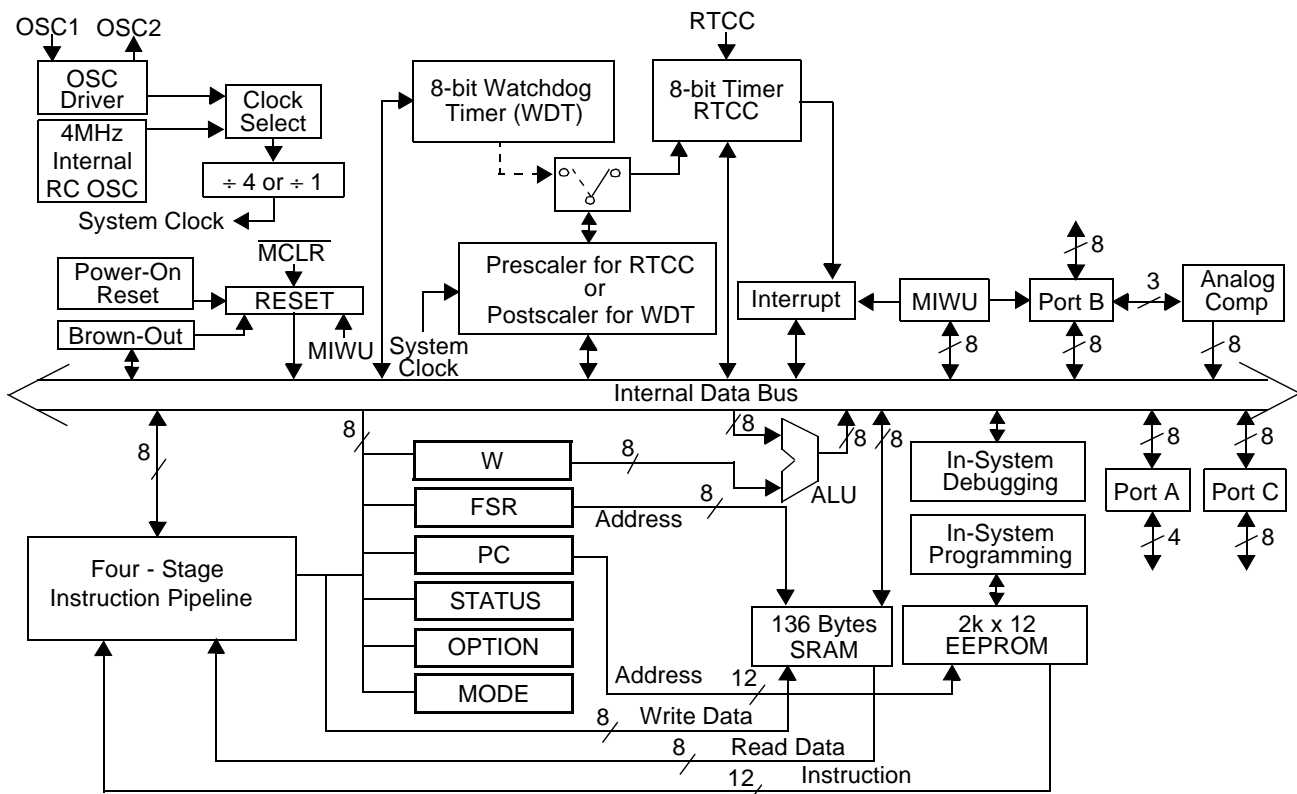 OSC1
OSC2
RTCC
OSC
Driver
Clock
Select
4MHz
Internal
RC OSC
÷ 4 or ÷ 1
System Clock
8-bit Watchdog
Timer (WDT)
8-bit Timer
RTCC
MCLR
Power-On
Reset
RESET
Brown-Out
MIWU
Prescaler for RTCC
or
Postscaler for WDT
System
Clock
Interrupt
MIWU
8
Port B
8
8
3
Analog
Comp
8
Internal Data Bus
8
8
W
8
FSR
Address
8
PC
STATUS
OPTION
MODE
8
ALU
8
8
In-System
Debugging
In-System
Programming
8
Port A
4
8
Port C
8
Four - Stage
Instruction Pipeline
136 Bytes
SRAM
2k x 12
EEPROM
Address
12
8
Write Data
8
Read Data
12
Instruction